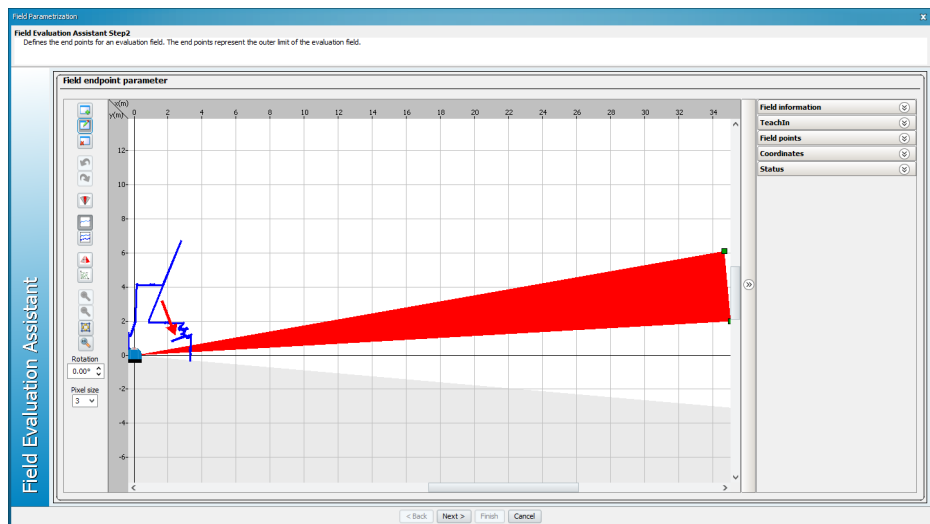 Field Parametrization
x
Field Evaluation Assistant Step2
Defines the end points for an evaluation field. The end points represent the outer limit of the evaluation field.
Field endpoint parameter
x(m)
y(m) 0 2 4 6 8 10 12 14 16 18 20 22 24 26 28 30 32 34
12
10
8
6
4
2
0
-2
-4
-6
Rotation
0.00°
Pixel size
3
Field information
TeachIn
Field points
Coordinates
Status
Field Evaluation Assistant
< Back Next > Finish Cancel